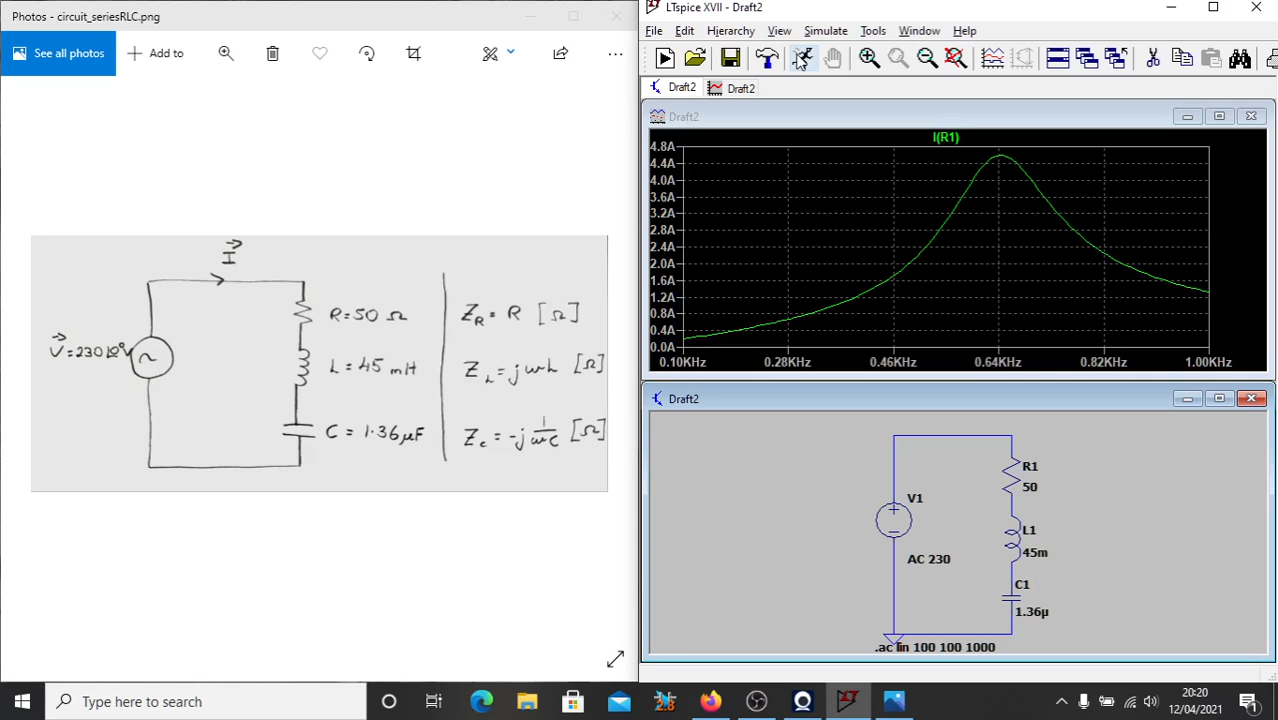 Photos - circuit_seriesRLC.png
See all photos
Add to
I
V=230∠0°V
R=50 Ω
L=45 mH
C=1.36μF
Z_R = R [Ω]
Z_L = jωL [Ω]
Z_C = -j 1/ωC [Ω]
LTspice XVII - Draft2
File Edit Hierarchy View Simulate Tools Window Help
Draft2 Draft2
Draft2
I(R1)
4.8A
4.4A
4.0A
3.6A
3.2A
2.8A
2.4A
2.0A
1.6A
1.2A
0.8A
0.4A
0.0A
0.10KHz 0.28KHz 0.46KHz 0.64KHz 0.82KHz 1.00KHz
Draft2
R1
50
V1
AC 230
L1
45m
C1
1.36μ
.ac lin 100 100 1000
Type here to search
2.8
20:20
12/04/2021
1